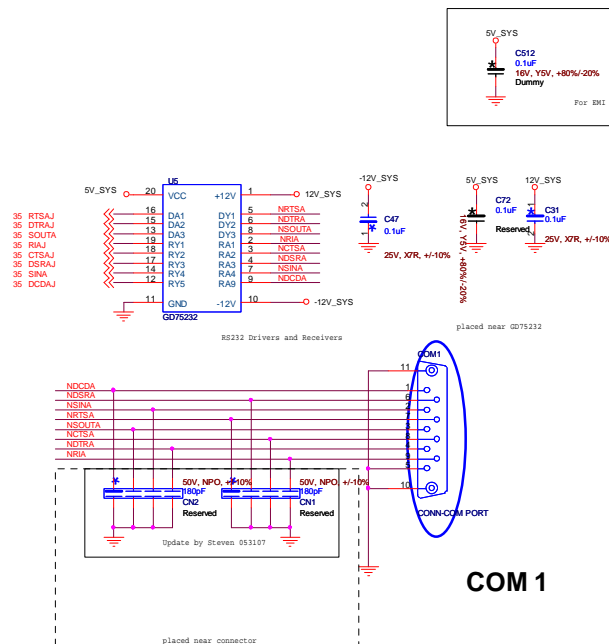 5V_SYS
C512
0.1uF
16V, Y5V, +80%/-20%
Dummy
For EMI
U5
5V_SYS
20 VCC +12V 1 12V_SYS
35 RTSAJ 16 DA1 DY1 5 NRTSA
35 DTRAJ 15 DA2 DY2 6 NDTRA
35 SOUTA 13 DA3 DY3 8 NSOUTA
35 RIAJ 19 RY1 RA1 2 NRIA
35 CTSAJ 18 RY2 RA2 3 NCTSA
35 DSRAJ 17 RY3 RA3 4 NDSRA
35 SINA 14 RY4 RA4 7 NSINA
35 DCDAJ 12 RY5 RA9 9 NDCDA
11 GND -12V 10 -12V_SYS
GD75232
RS232 Drivers and Receivers
-12V_SYS
2
C47
1
0.1uF
25V, X7R, +/-10%
5V_SYS
C72
0.1uF
Reserved
16V, Y5V, +80%/-20%
12V_SYS
1
C31
0.1uF
2
25V, X7R, +/-10%
placed near GD75232
COM1
11
NDCDA
NDSRA
NSINA
NRTSA
NSOUTA
NCTSA
NDTRA
NRIA
10
CONN-COM PORT
50V, NPO, +/-10%
180pF
CN2
Reserved
50V, NPO, +/-10%
180pF
CN1
Reserved
Update by Steven 053107
COM 1
placed near connector